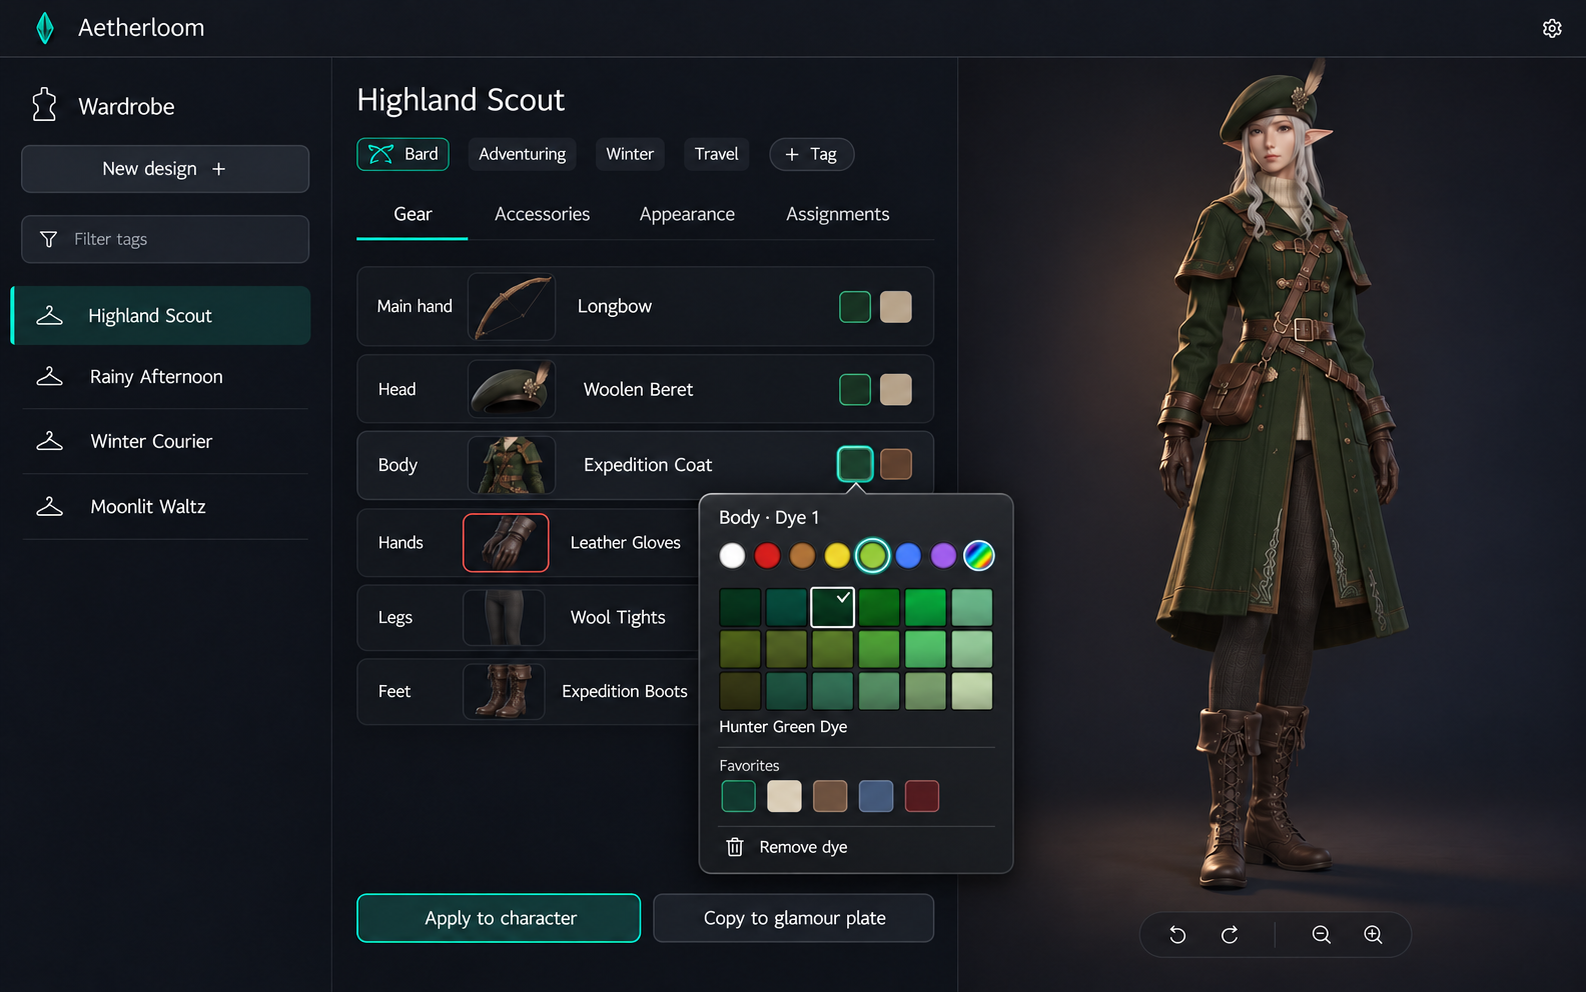 Aetherloom
Wardrobe
New design +
Filter tags
Highland Scout
Rainy Afternoon
Winter Courier
Moonlit Waltz
Highland Scout
Bard
Adventuring
Winter
Travel
+ Tag
Gear
Accessories
Appearance
Assignments
Main hand
Longbow
Head
Woolen Beret
Body
Expedition Coat
Hands
Leather Gloves
Legs
Wool Tights
Feet
Expedition Boots
Body · Dye 1
Hunter Green Dye
Favorites
Remove dye
Apply to character
Copy to glamour plate